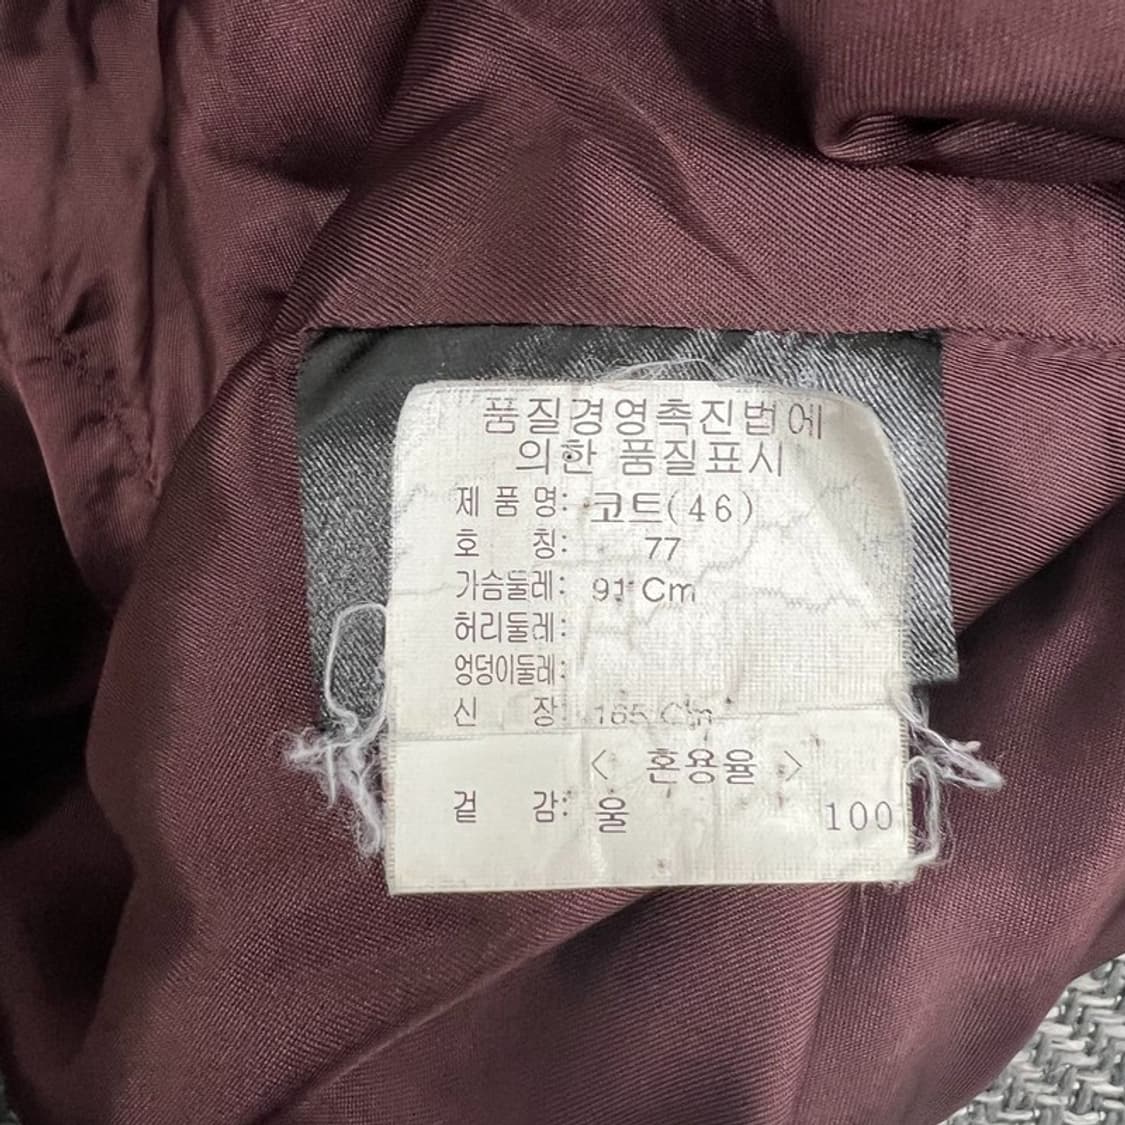 품질경영촉진법에
의한 품질표시
제 품 명: 코트(46)
호 칭: 77
가슴둘레: 91 Cm
허리둘레:
엉덩이둘레:
신 장: 165 Cm
< 혼용율 >
겉 감: 울 100